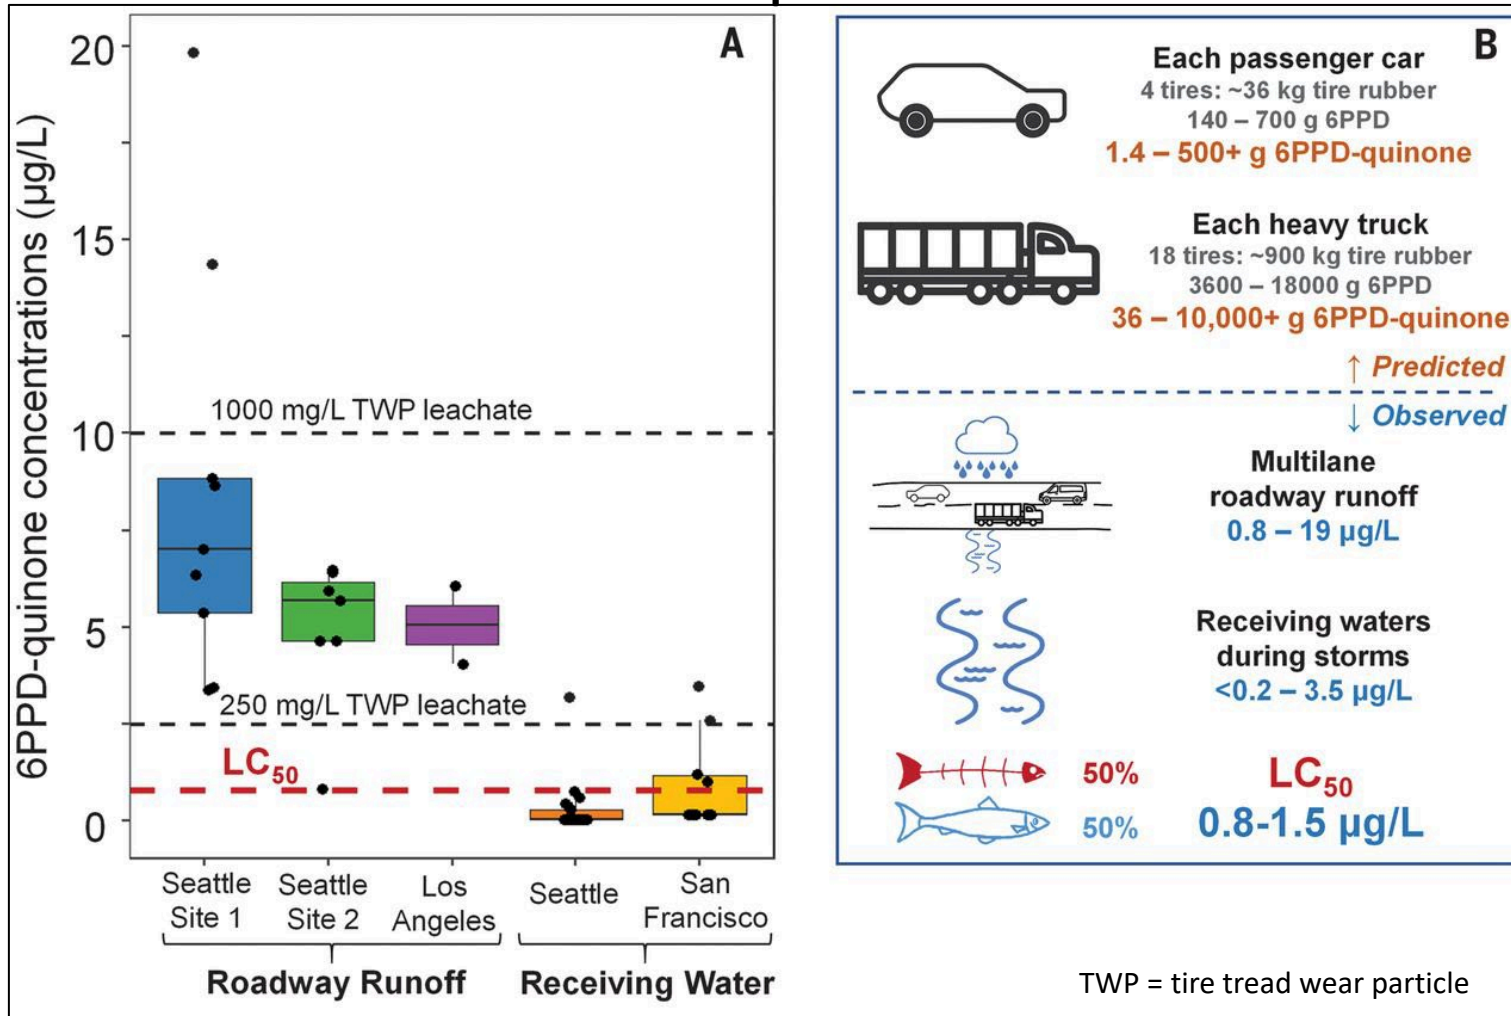 A
6PPD-quinone concentrations (µg/L)
20
15
10
5
0
1000 mg/L TWP leachate
250 mg/L TWP leachate
LC50
Seattle
Site 1
Seattle
Site 2
Los
Angeles
Seattle
San
Francisco
Roadway Runoff
Receiving Water
B
Each passenger car
4 tires: ~36 kg tire rubber
140 – 700 g 6PPD
1.4 – 500+ g 6PPD-quinone
Each heavy truck
18 tires: ~900 kg tire rubber
3600 – 18000 g 6PPD
36 – 10,000+ g 6PPD-quinone
↑ Predicted
↓ Observed
Multilane
roadway runoff
0.8 – 19 µg/L
Receiving waters
during storms
<0.2 – 3.5 µg/L
50%
50%
LC50
0.8-1.5 µg/L
TWP = tire tread wear particle